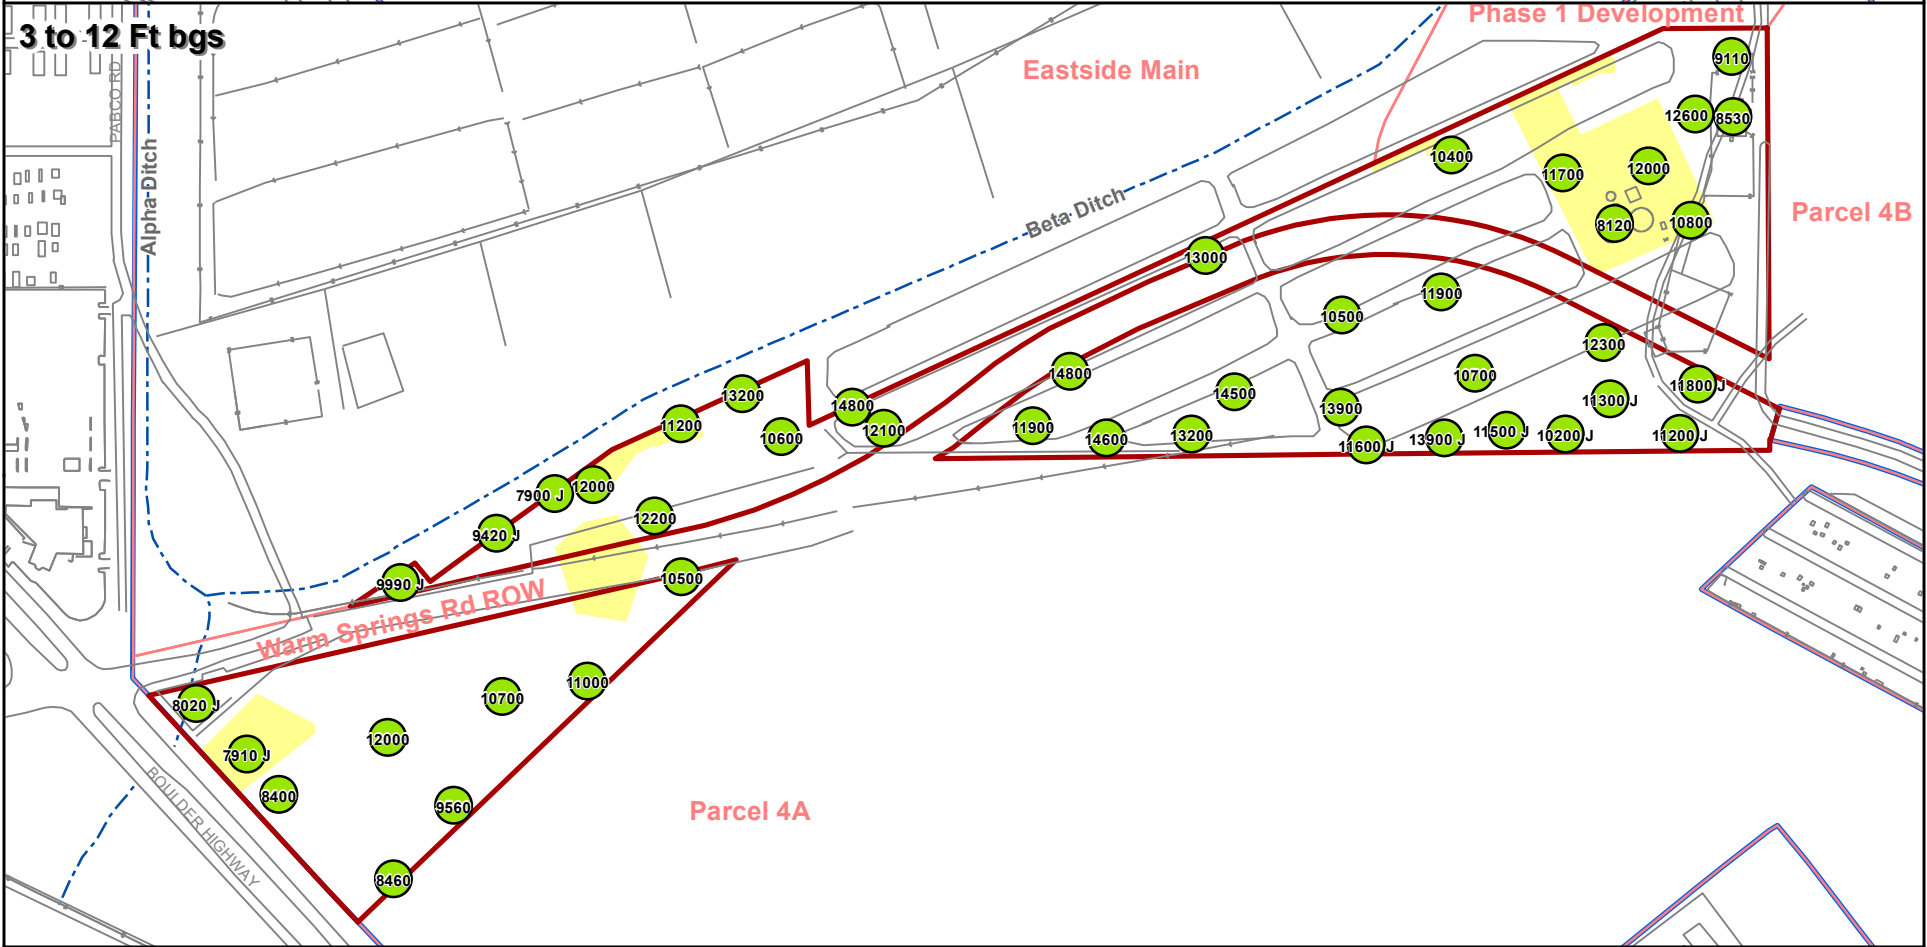 3 to 12 Ft bgs
Phase 1 Development
PABCO RD
Eastside Main
9110
12600
8530
Alpha Ditch
10400
11700
12000
Beta Ditch
Parcel 4B
8120
10800
13000
11900
10500
12300
14800
10700
11800 J
13200
14500
11300 J
14800
13900
11200
12100
11900
10600
14600
13200
11600 J
13900 J
11500 J
10200 J
11200 J
7900 J
12000
12200
9420 J
9990 J
10500
Warm Springs Rd ROW
8020 J
10700
11000
12000
7910 J
8400
9560
Parcel 4A
BOULDER HIGHWAY
8460